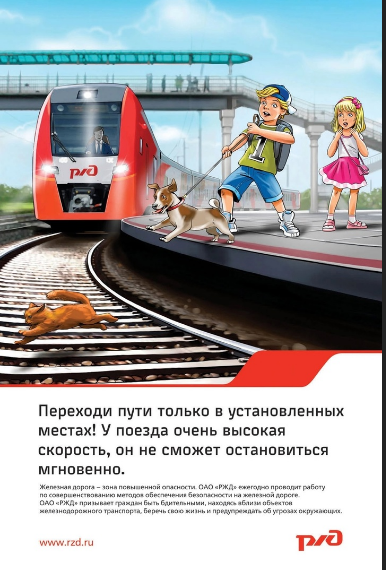 ржд
1
Переходи пути только в установленных
местах! У поезда очень высокая
скорость, он не сможет остановиться
мгновенно.
Железная дорога – зона повышенной опасности. ОАО «РЖД» ежегодно проводит работу
по совершенствованию методов обеспечения безопасности на железной дороге.
ОАО «РЖД» призывает граждан быть бдительными, находясь вблизи объектов
железнодорожного транспорта, беречь свою жизнь и предупреждать об угрозах окружающих.
www.rzd.ru
ржд